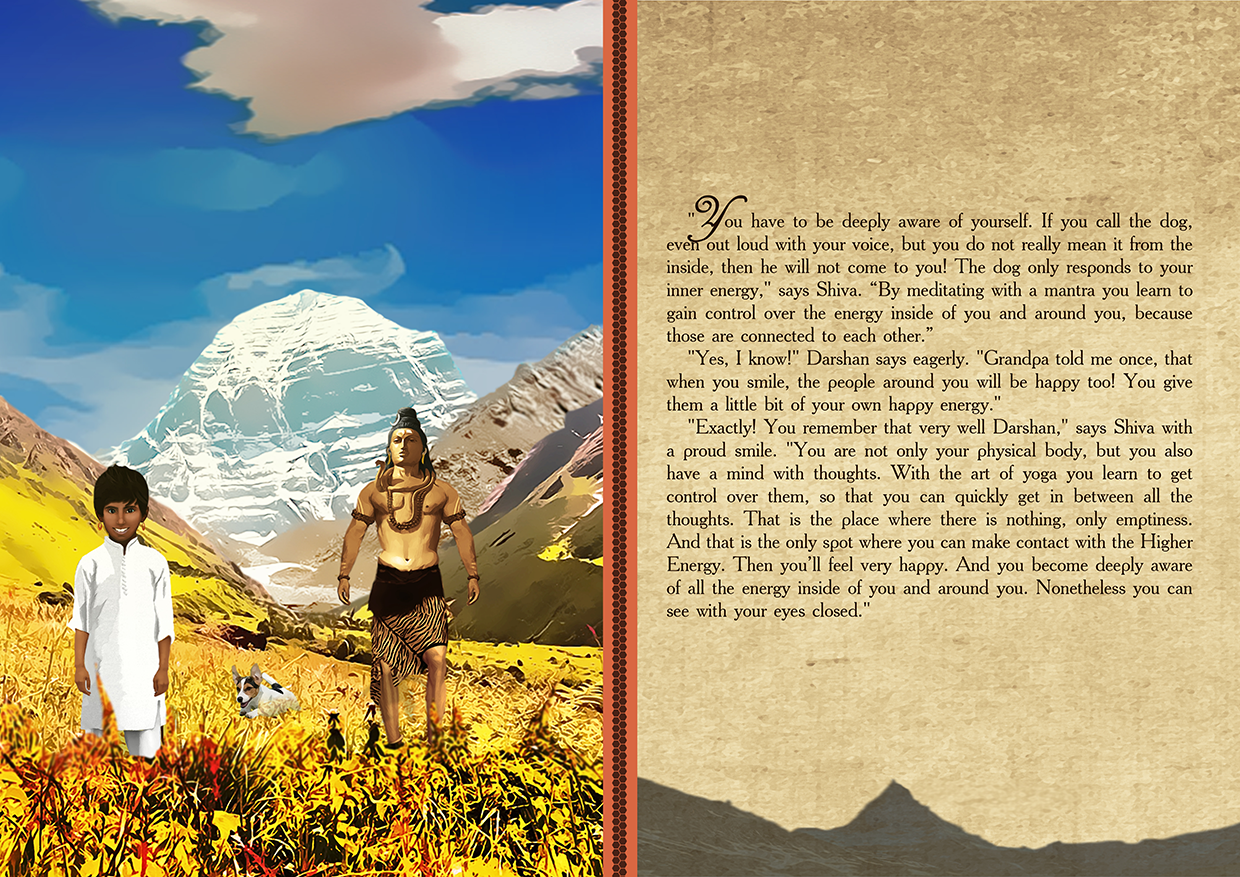 "You have to be deeply aware of yourself. If you call the dog,
even out loud with your voice, but you do not really mean it from the
inside, then he will not come to you! The dog only responds to your
inner energy," says Shiva. “By meditating with a mantra you learn to
gain control over the energy inside of you and around you, because
those are connected to each other.”
"Yes, I know!" Darshan says eagerly. "Grandpa told me once, that
when you smile, the people around you will be happy too! You give
them a little bit of your own happy energy."
"Exactly! You remember that very well Darshan," says Shiva with
a proud smile. "You are not only your physical body, but you also
have a mind with thoughts. With the art of yoga you learn to get
control over them, so that you can quickly get in between all the
thoughts. That is the place where there is nothing, only emptiness.
And that is the only spot where you can make contact with the Higher
Energy. Then you’ll feel very happy. And you become deeply aware
of all the energy inside of you and around you. Nonetheless you can
see with your eyes closed."